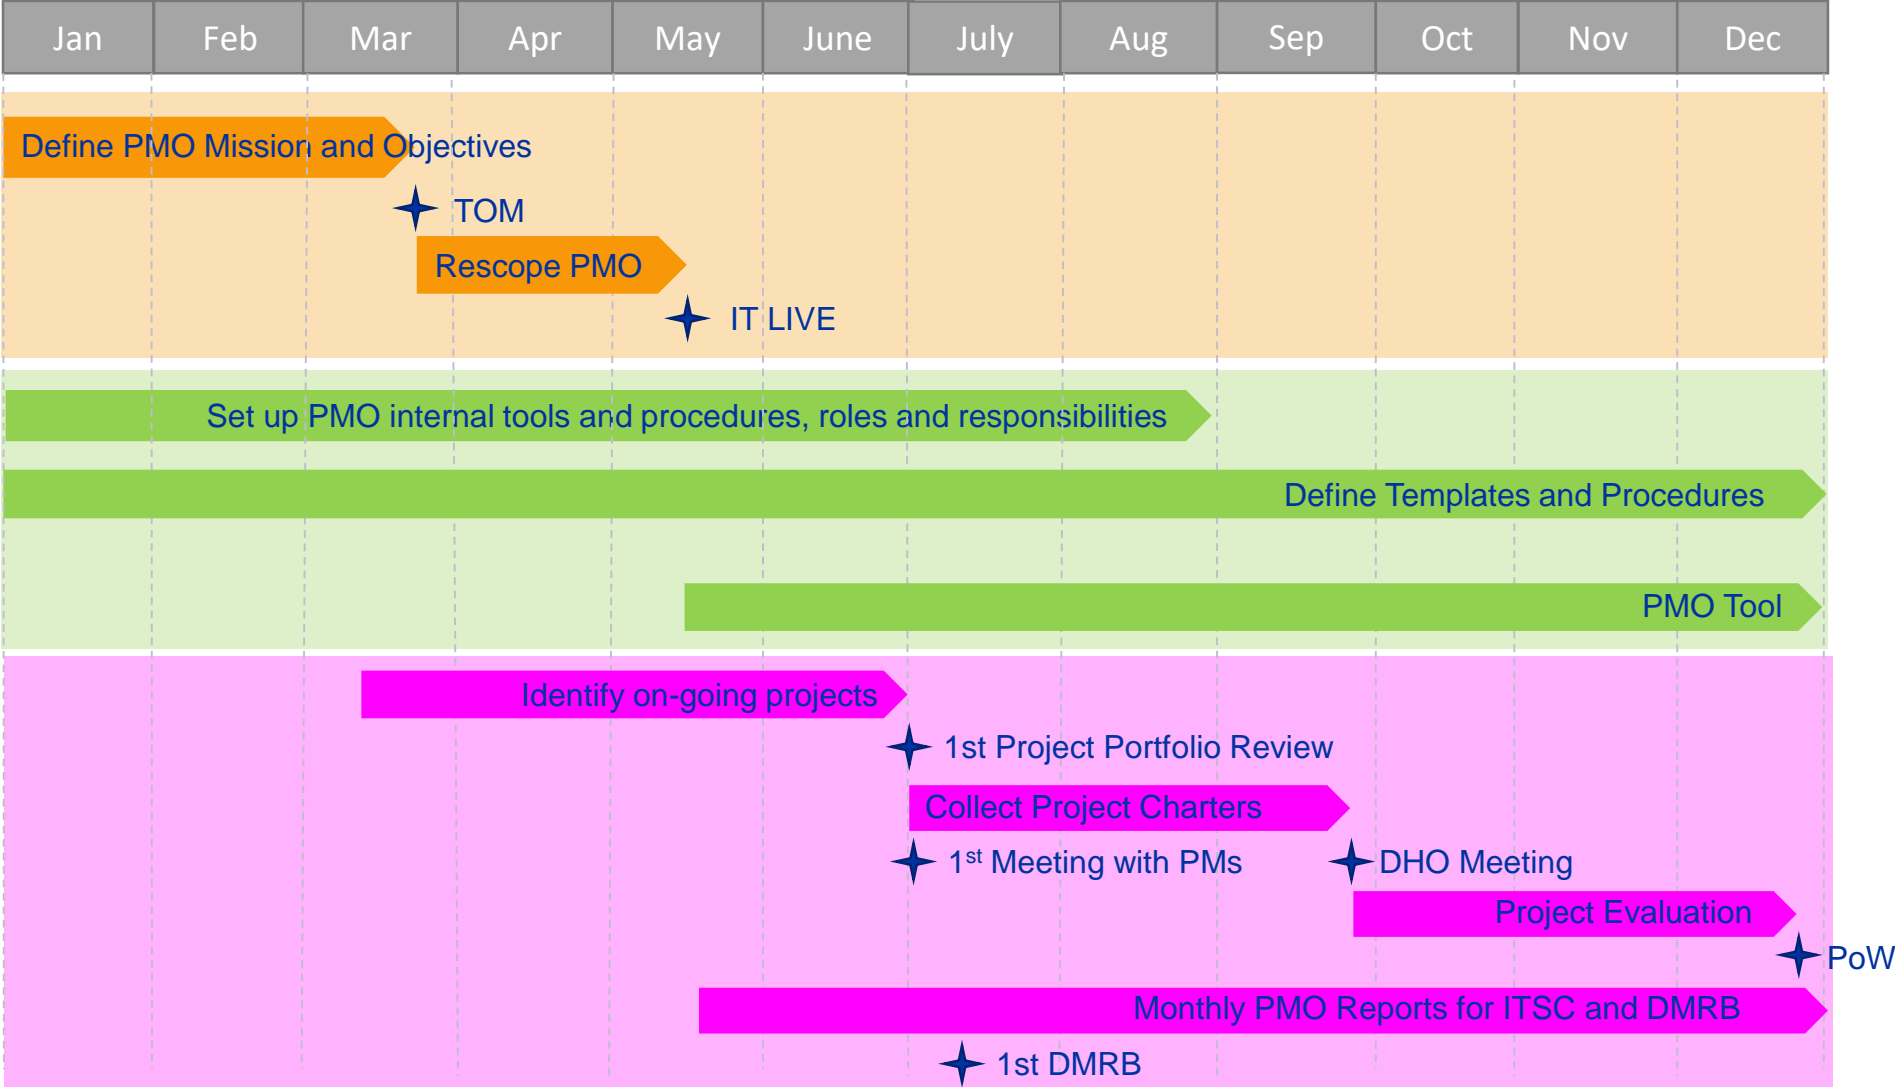 Jan Feb Mar Apr May June July Aug Sep Oct Nov Dec
Define PMO Mission and Objectives
TOM
Rescope PMO
IT LIVE
Set up PMO internal tools and procedures, roles and responsibilities
Define Templates and Procedures
PMO Tool
Identify on-going projects
1st Project Portfolio Review
Collect Project Charters
1st Meeting with PMs DHO Meeting
Project Evaluation
PoW
Monthly PMO Reports for ITSC and DMRB
1st DMRB